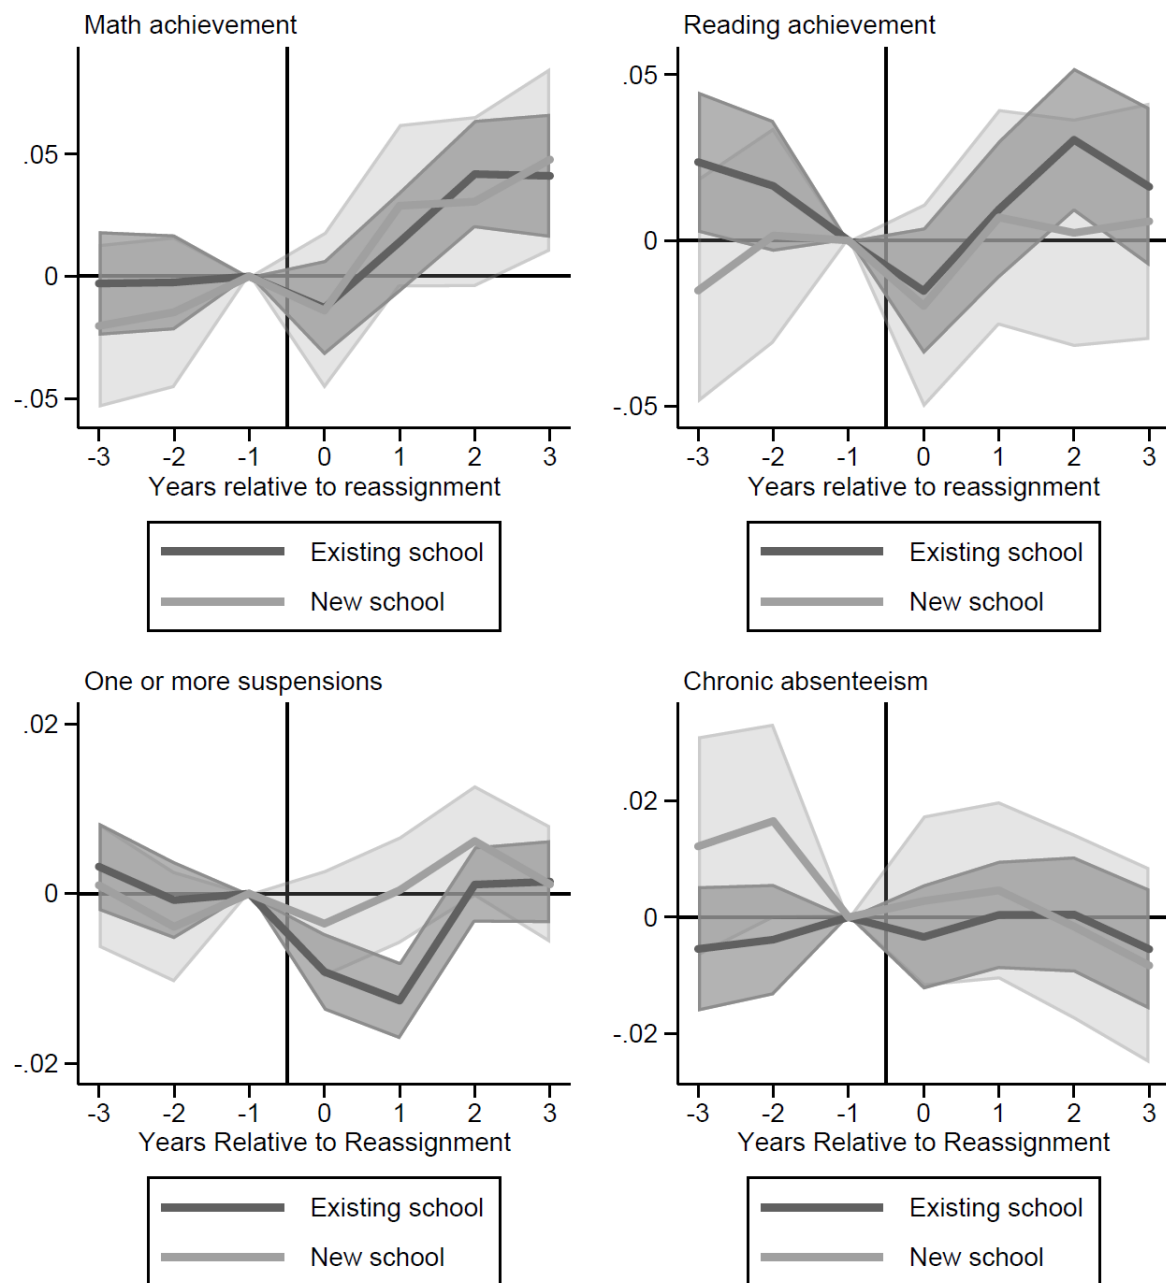 Math achievement
.05
0
-.05
-3 -2 -1 0 1 2 3
Years relative to reassignment
Existing school
New school
Reading achievement
0.05
0
-0.05
-3 -2 -1 0 1 2 3
Years relative to reassignment
Existing school
New school
One or more suspensions
.02
0
-.02
-3 -2 -1 0 1 2 3
Years Relative to Reassignment
Existing school
New school
Chronic absenteeism
.02
0
-.02
-3 -2 -1 0 1 2 3
Years Relative to Reassignment
Existing school
New school